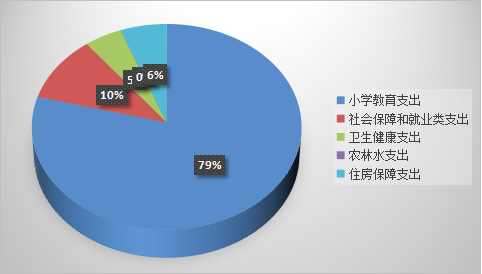 5%
0%
6%
10%
79%
小学教育支出
社会保障和就业类支出
卫生健康支出
农林水支出
住房保障支出